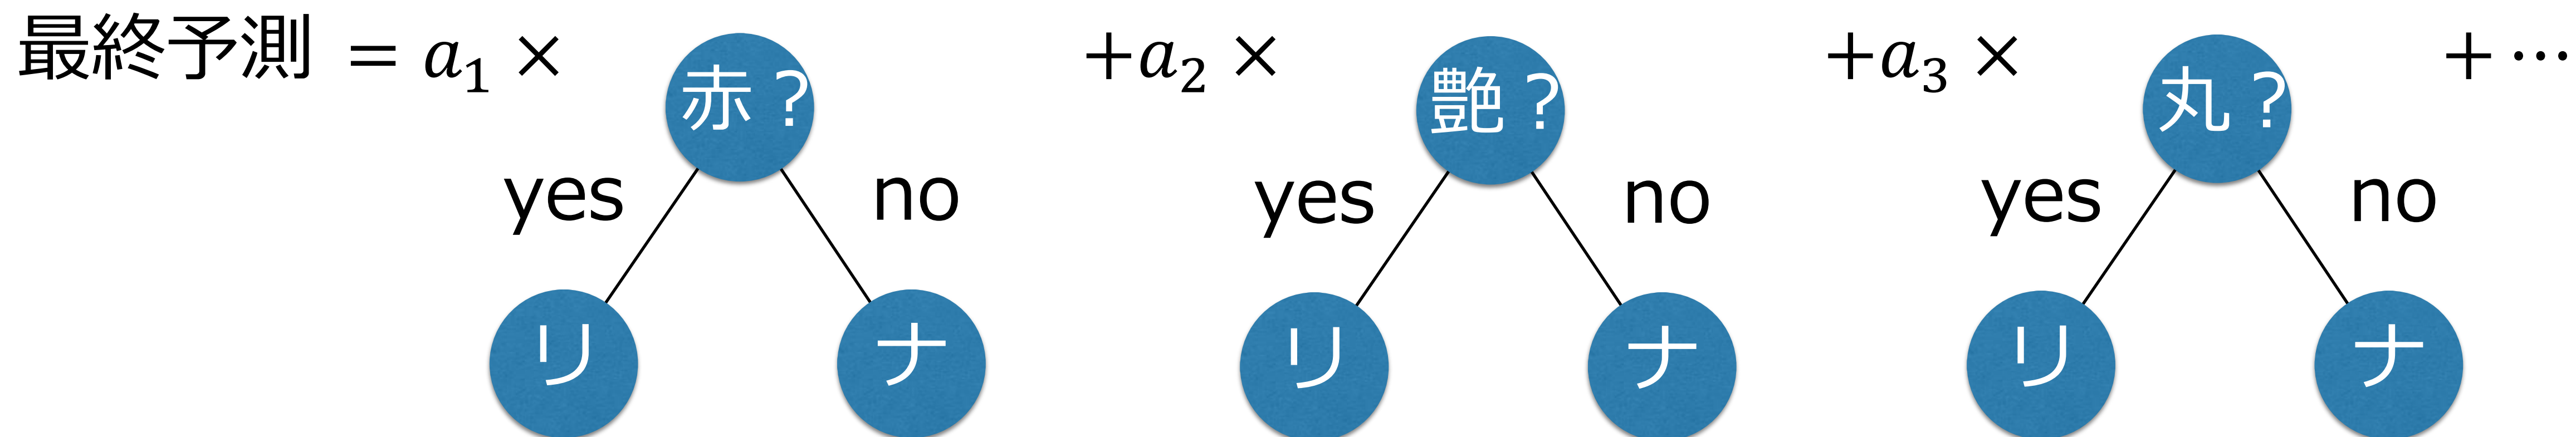 最終予測 = a₁ × + a₂ × + a₃ × + ⋯
赤? 艶? 丸?
yes no yes no yes no
リ ナ リ ナ リ ナ